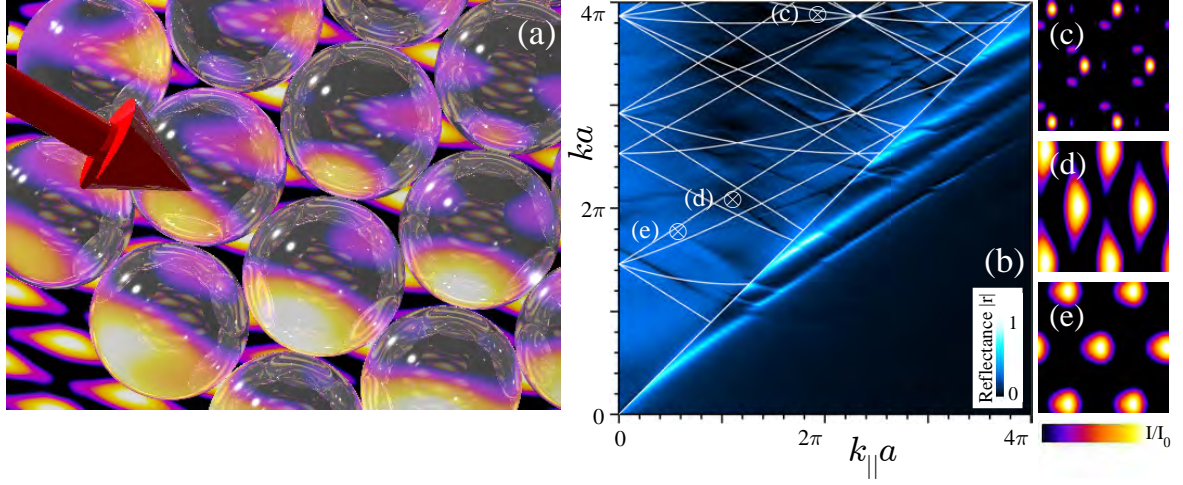 (a)
4π
2π
0
ka
0
2π
4π
k||a
(c)
(d)
(e)
(b)
Reflectance |r|
1
0
(c)
(d)
(e)
I/I₀